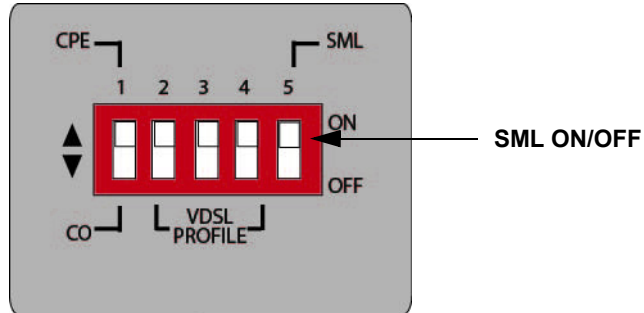 CPE SML
1 2 3 4 5
ON
SML ON/OFF
OFF
CO VDSL
PROFILE